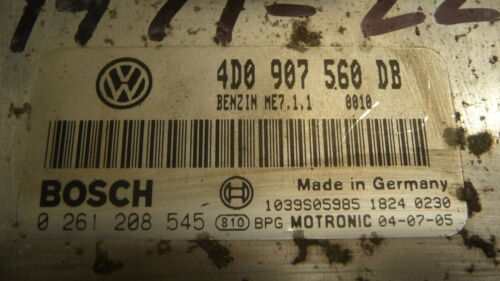 4D0 907 560 DB
BENZIN ME7.1.1 0010
BOSCH
Made in Germany
1039S05985 1824 0230
0 261 208 545 810 BPG MOTRONIC 04-07-05